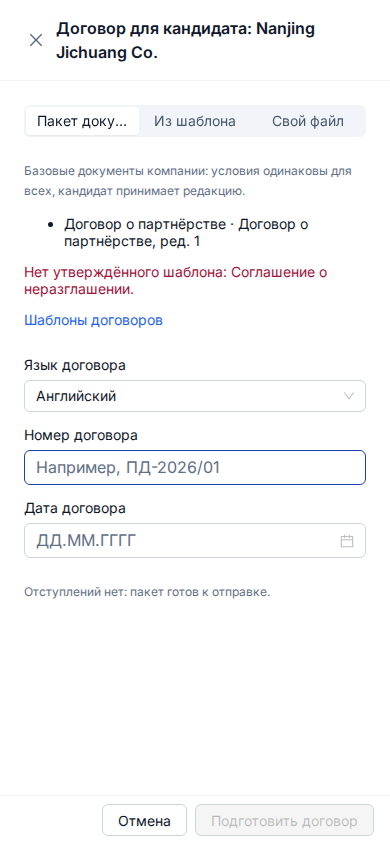 Договор для кандидата: Nanjing
Jichuang Co.
Пакет доку...
Из шаблона
Свой файл
Базовые документы компании: условия одинаковы для
всех, кандидат принимает редакцию.
• Договор о партнёрстве · Договор о
партнёрстве, ред. 1
Нет утверждённого шаблона: Соглашение о
неразглашении.
Шаблоны договоров
Язык договора
Английский
Номер договора
Например, ПД-2026/01
Дата договора
ДД.ММ.ГГГГ
Отступлений нет: пакет готов к отправке.
Отмена
Подготовить договор